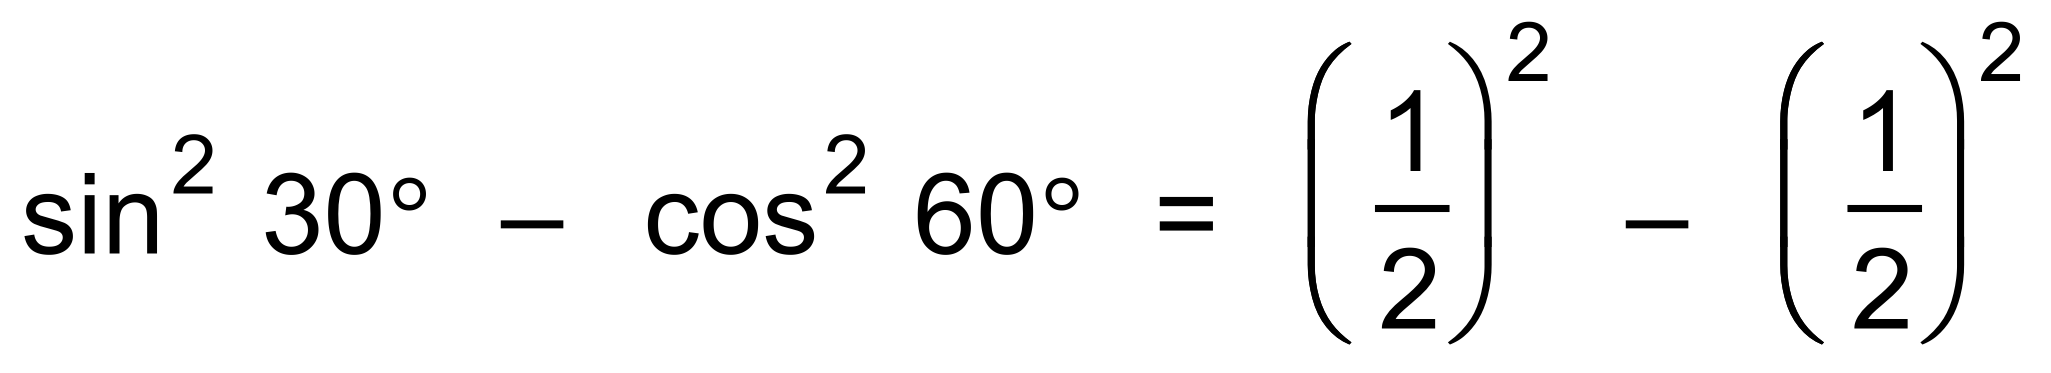 sin² 30° – cos² 60° = (1/2)² – (1/2)²